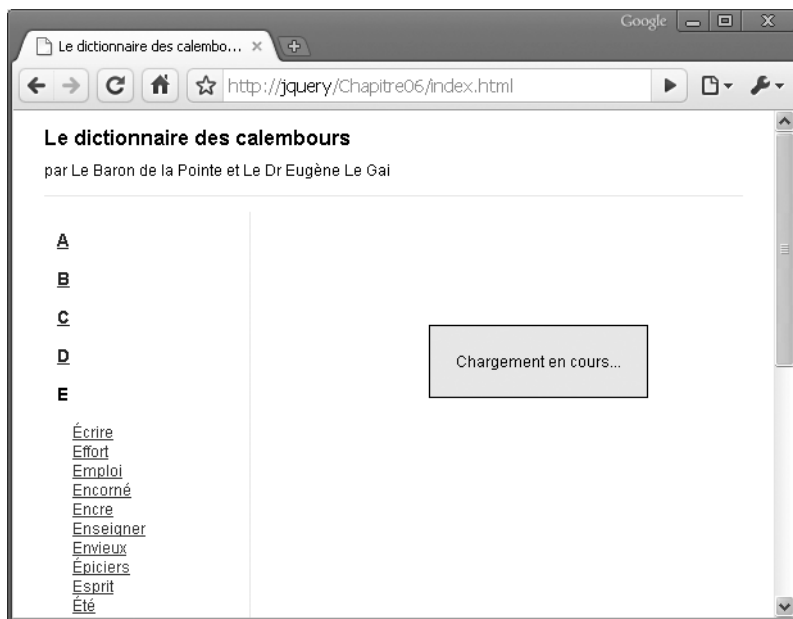 Google
Le dictionnaire des calembo...
http://jquery/Chapitre06/index.html
Le dictionnaire des calembours
par Le Baron de la Pointe et Le Dr Eugène Le Gai
A
B
C
D
E
Écrire
Effort
Emploi
Encorné
Encre
Enseigner
Envieux
Épiciers
Esprit
Été
Chargement en cours...